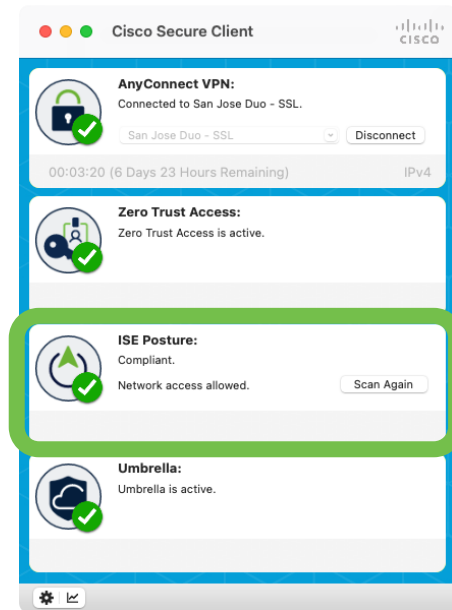 Cisco Secure Client
CISCO
AnyConnect VPN:
Connected to San Jose Duo - SSL.
San Jose Duo - SSL
Disconnect
00:03:20 (6 Days 23 Hours Remaining)
IPv4
Zero Trust Access:
Zero Trust Access is active.
ISE Posture:
Compliant.
Network access allowed.
Scan Again
Umbrella:
Umbrella is active.